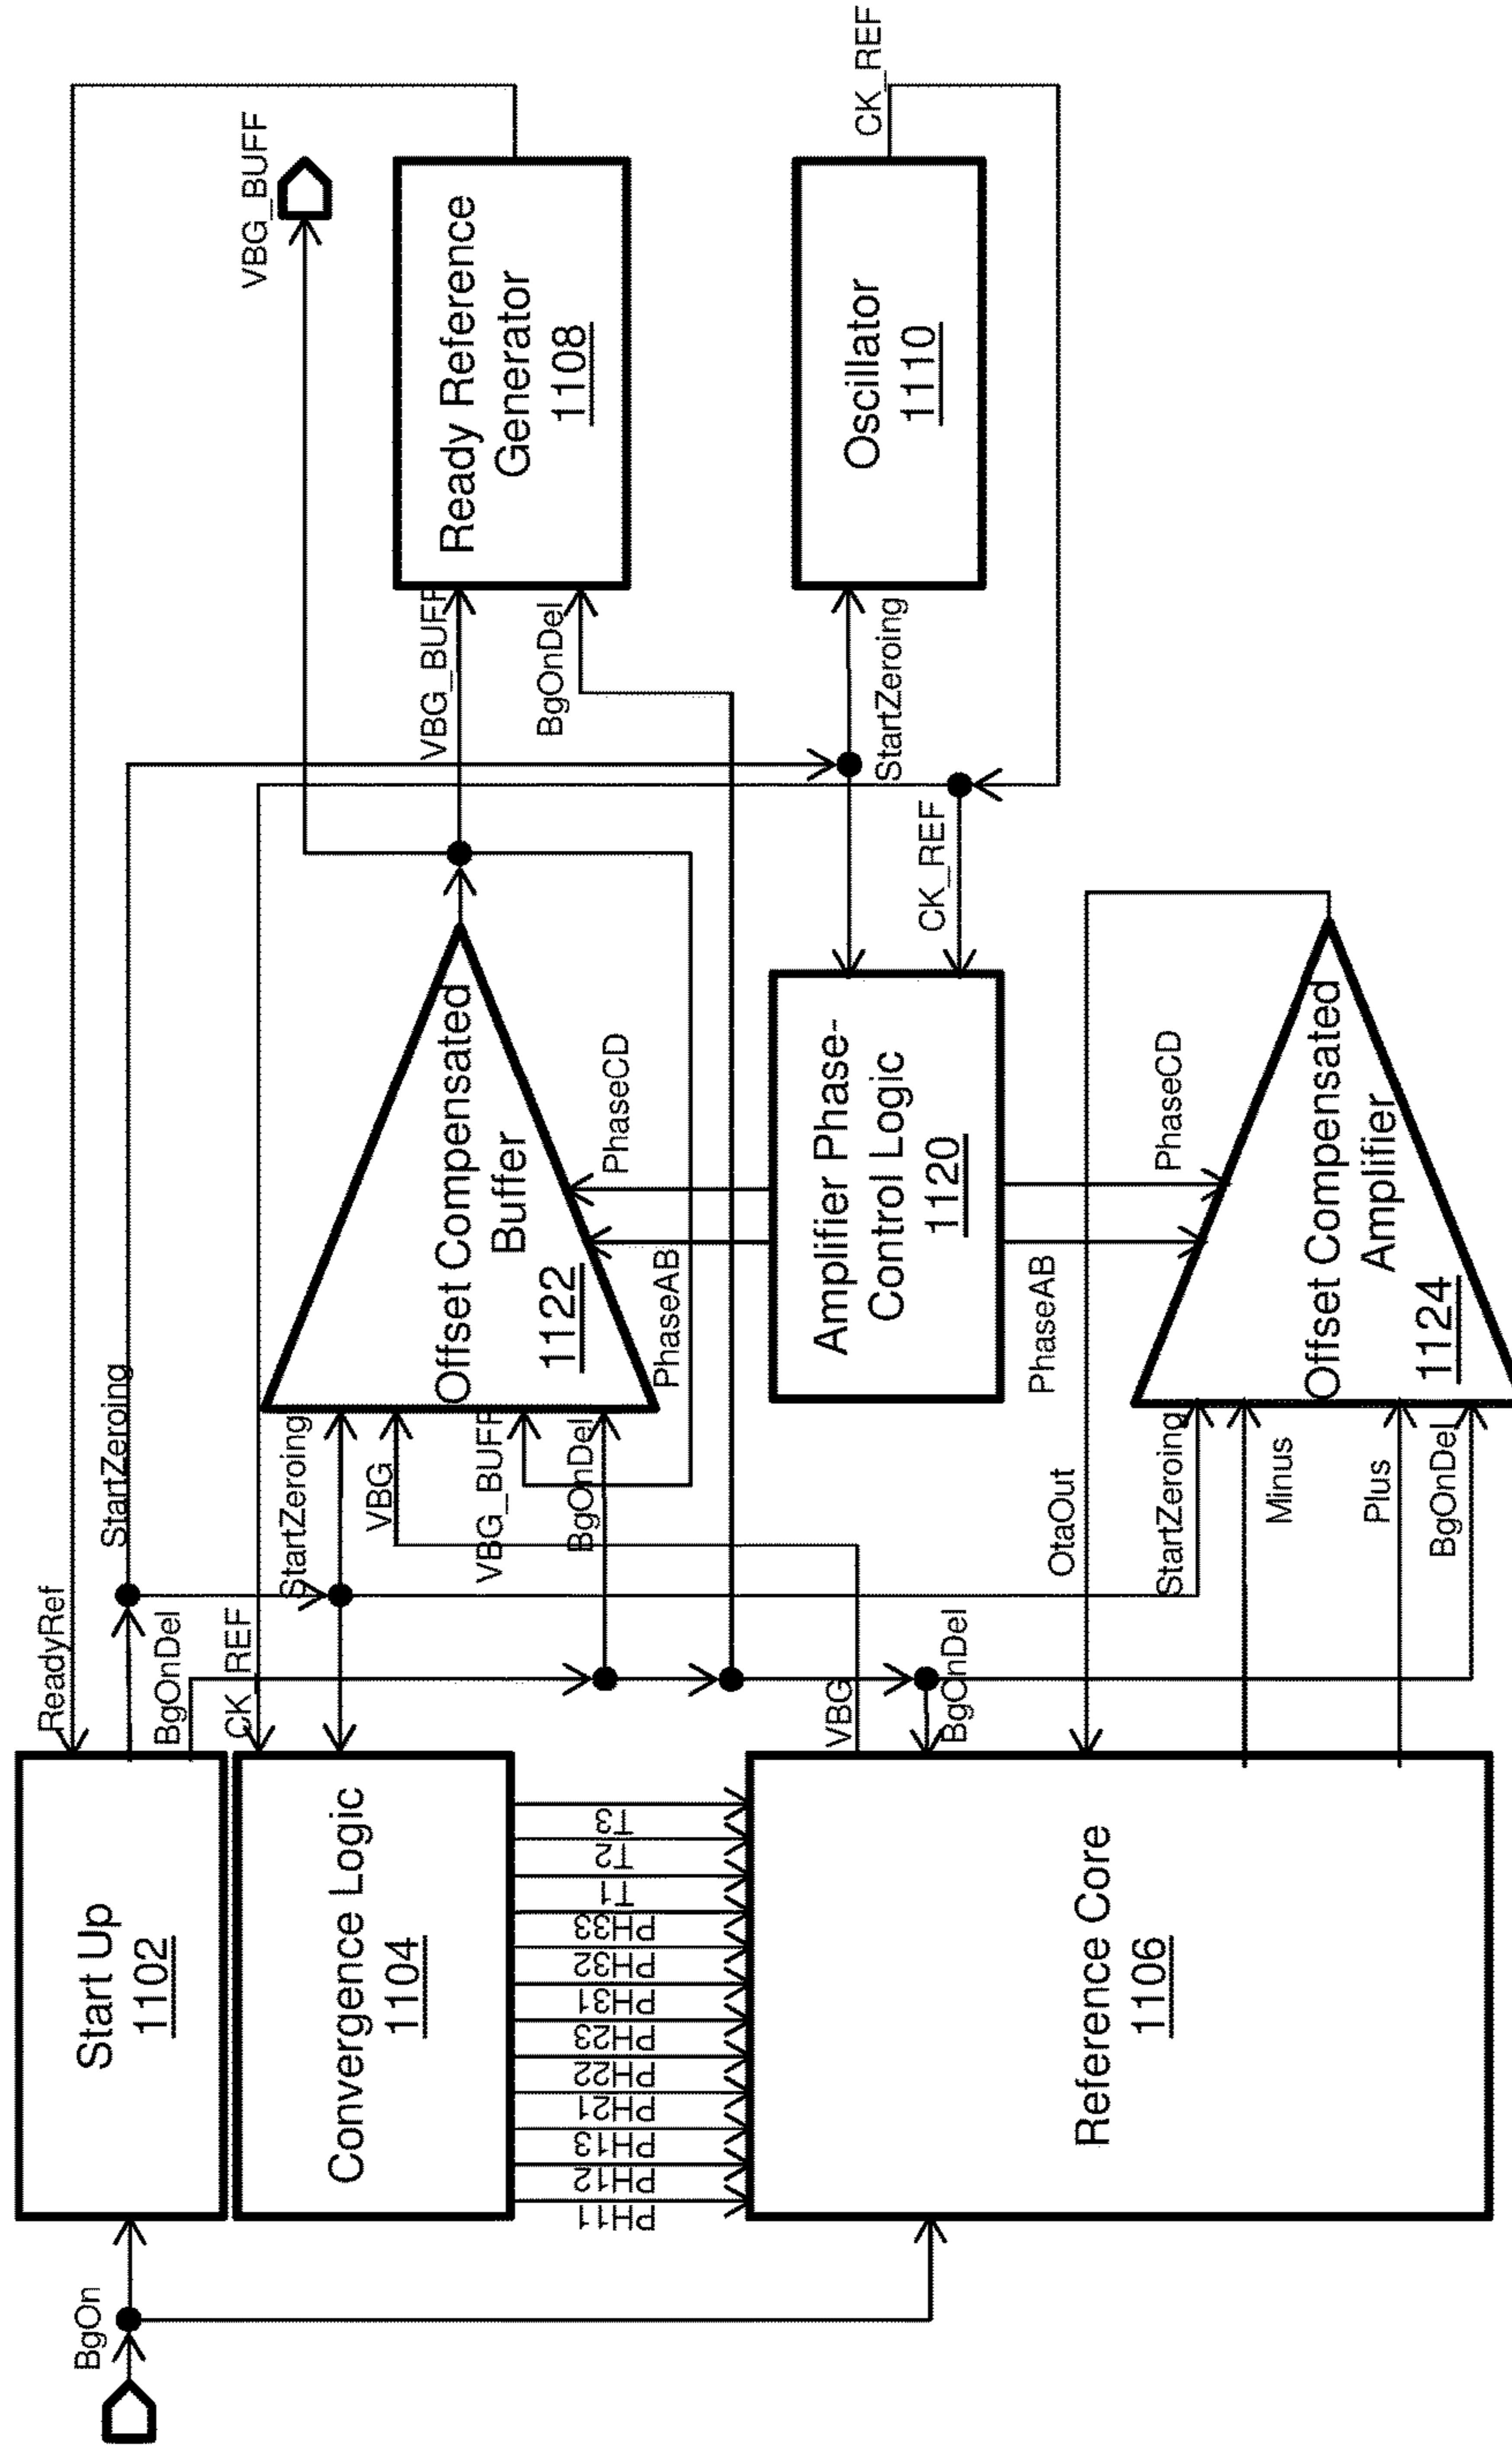 BgOn
Start Up
1102
ReadyRef
StartZeroing
BgOnDel
CK_REF
Convergence Logic
1104
PH11
PH12
PH13
PH21
PH22
PH23
PH31
PH32
PH33
T1
T2
T3
Reference Core
1106
VBG
BgOnDel
StartZeroing
VBG
VBG_BUFF
BgOnDel
Offset Compensated
Buffer
1122
PhaseAB
PhaseCD
VBG_BUFF
BgOnDel
VBG_BUFF
Ready Reference
Generator
1108
Amplifier Phase-
Control Logic
1120
StartZeroing
CK_REF
Oscillator
1110
CK_REF
PhaseAB
PhaseCD
OtaOut
StartZeroing
Minus
Plus
BgOnDel
Offset Compensated
Amplifier
1124